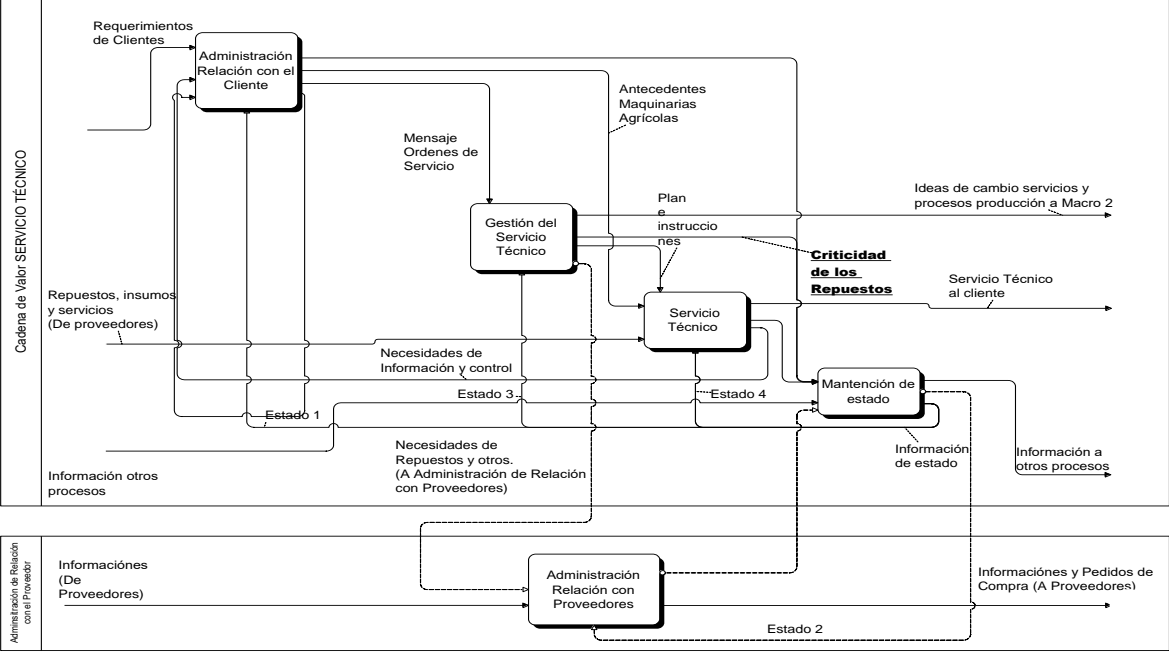 Cadena de Valor SERVICIO TÉCNICO
Requerimientos
de Clientes
Administración
Relación con el
Cliente
Antecedentes
Maquinarias
Agrícolas
Mensaje
Ordenes de
Servicio
Plan
e
instruccio
nes
Ideas de cambio servicios y
procesos producción a Macro 2
Gestión del
Servicio
Técnico
Criticidad
de los
Repuestos
Servicio Técnico
al cliente
Repuestos, insumos
y servicios
(De proveedores)
Servicio
Técnico
Necesidades de
Información y control
Mantención de
estado
Estado 3
Estado 4
Estado 1
Necesidades de
Repuestos y otros.
(A Administración de Relación
con Proveedores)
Información
de estado
Información a
otros procesos
Información otros
procesos
Adminsitración de Relación
con el Proveedor
Informaciónes
(De
Proveedores)
Administración
Relación con
Proveedores
Informaciónes y Pedidos de
Compra (A Proveedores)
Estado 2